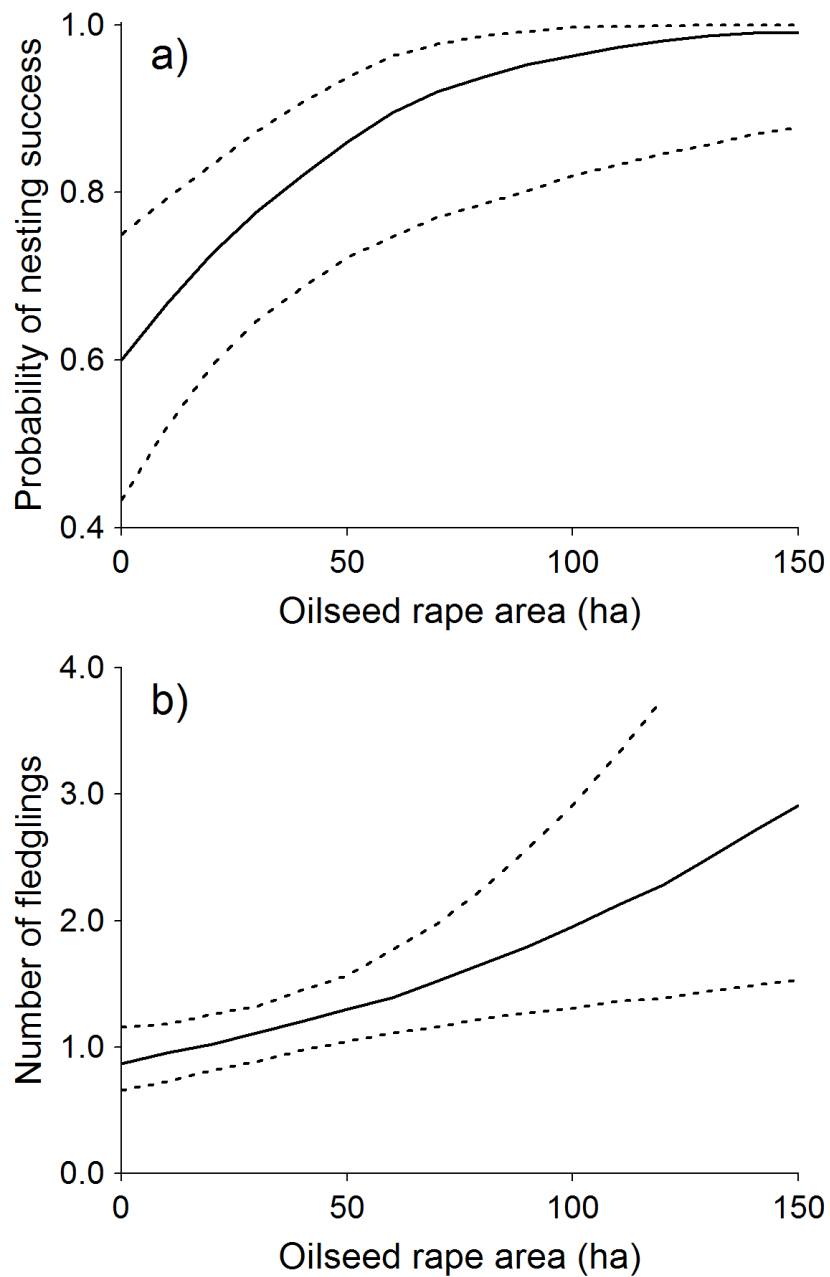 a)
Probability of nesting success
1.0
0.8
0.6
0.4
0 50 100 150
Oilseed rape area (ha)
b)
Number of fledglings
4.0
3.0
2.0
1.0
0.0
0 50 100 150
Oilseed rape area (ha)